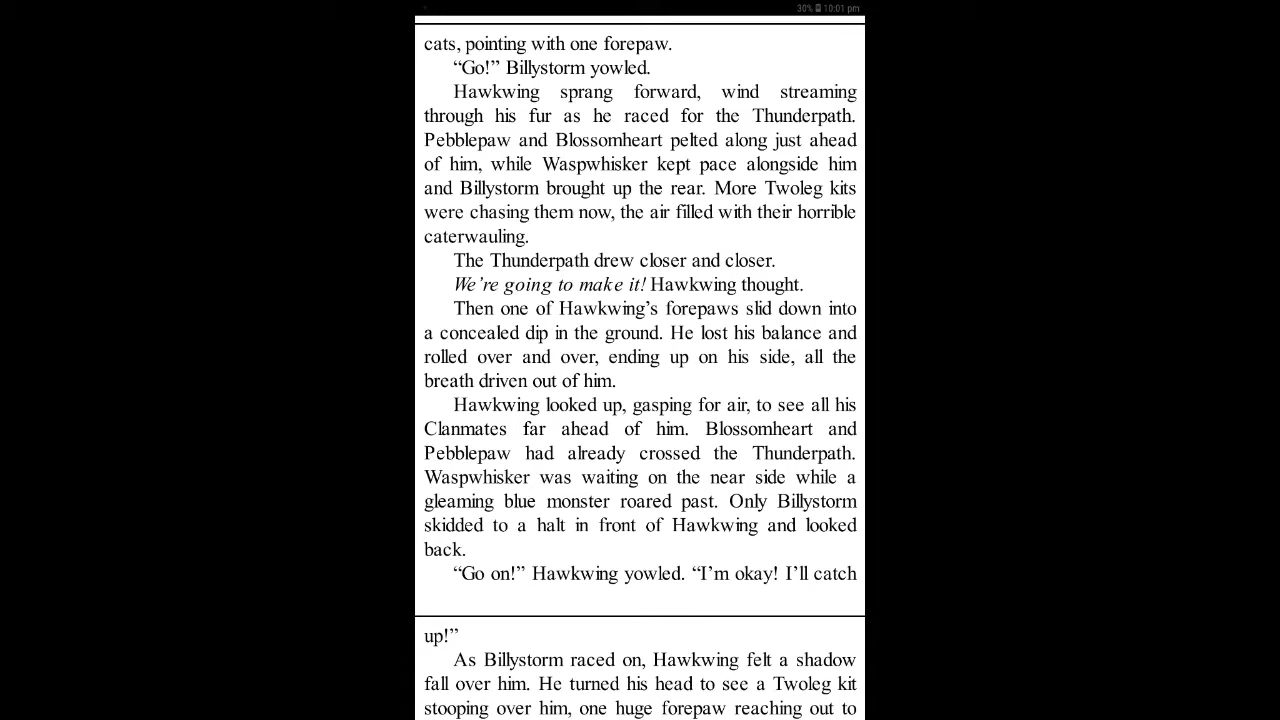 30% 10:01 pm
cats, pointing with one forepaw.
“Go!” Billystorm yowled.
Hawkwing sprang forward, wind streaming
through his fur as he raced for the Thunderpath.
Pebblepaw and Blossomheart pelted along just ahead
of him, while Waspwhisker kept pace alongside him
and Billystorm brought up the rear. More Twoleg kits
were chasing them now, the air filled with their horrible
caterwauling.
The Thunderpath drew closer and closer.
We’re going to make it! Hawkwing thought.
Then one of Hawkwing’s forepaws slid down into
a concealed dip in the ground. He lost his balance and
rolled over and over, ending up on his side, all the
breath driven out of him.
Hawkwing looked up, gasping for air, to see all his
Clanmates far ahead of him. Blossomheart and
Pebblepaw had already crossed the Thunderpath.
Waspwhisker was waiting on the near side while a
gleaming blue monster roared past. Only Billystorm
skidded to a halt in front of Hawkwing and looked
back.
“Go on!” Hawkwing yowled. “I’m okay! I’ll catch
up!”
As Billystorm raced on, Hawkwing felt a shadow
fall over him. He turned his head to see a Twoleg kit
stooping over him, one huge forepaw reaching out to